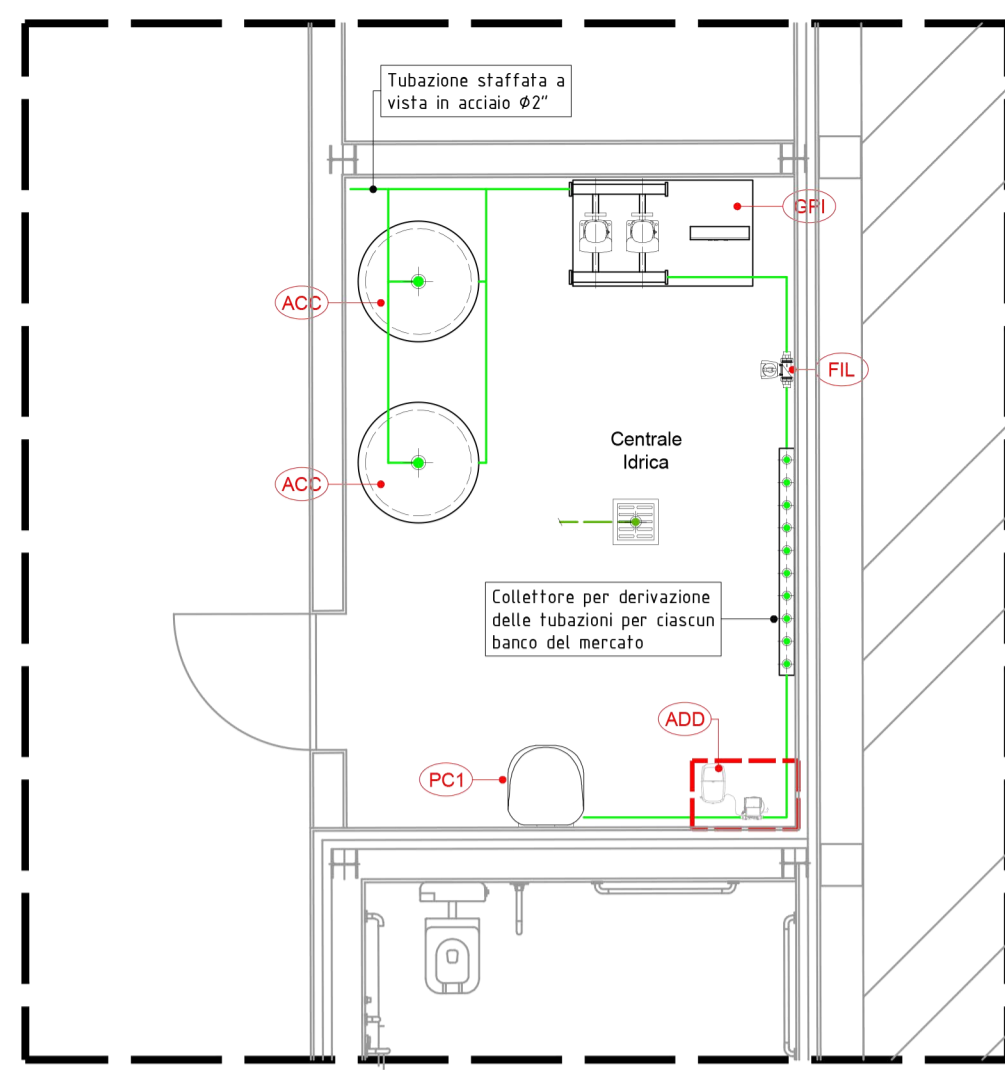 Tubazione staffata a
vista in acciaio Φ2"
GPI
ACC
FIL
Centrale
Idrica
ACC
Collettore per derivazione
delle tubazioni per ciascun
banco del mercato
ADD
PC1